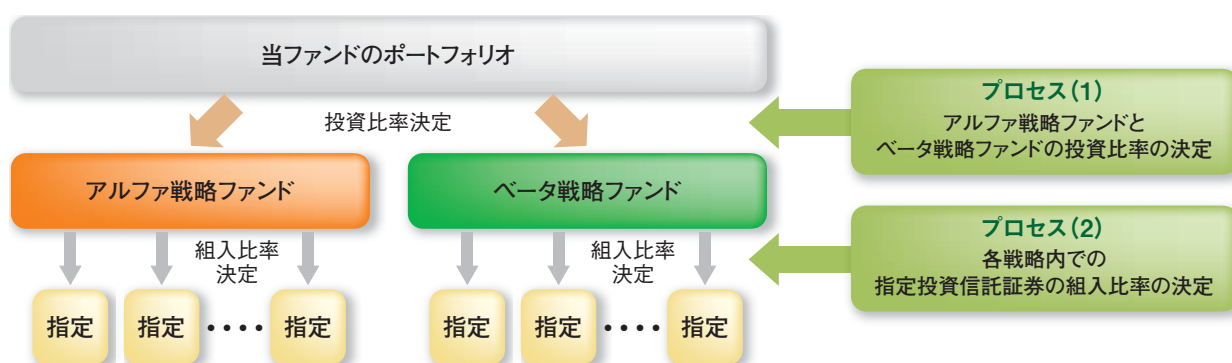 当ファンドのポートフォリオ
投資比率決定
プロセス(1)
アルファ戦略ファンドと
ベータ戦略ファンドの投資比率の決定
アルファ戦略ファンド
ベータ戦略ファンド
組入比率
決定
組入比率
決定
プロセス(2)
各戦略内での
指定投資信託証券の組入比率の決定
指定 指定 ・・・・ 指定 指定 指定 ・・・・ 指定